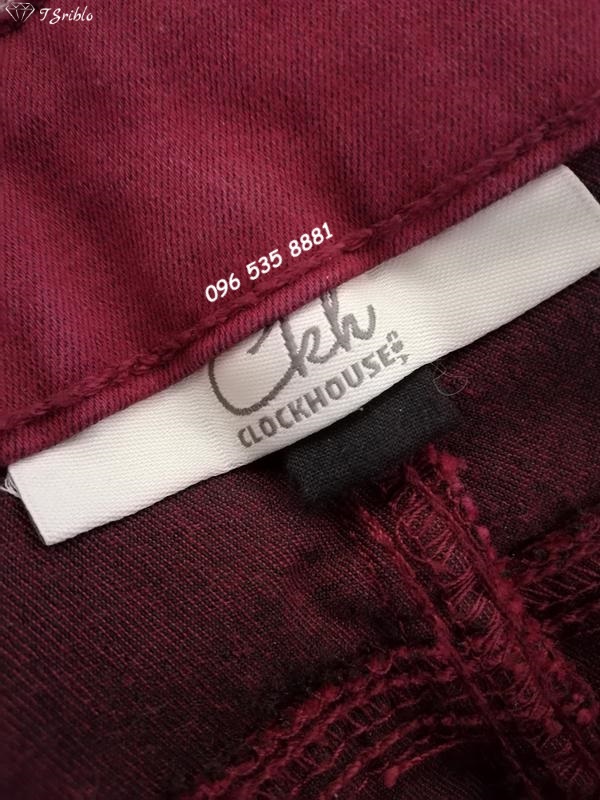 TSriblo
096 535 8881
Ckh
CLOCKHOUSE